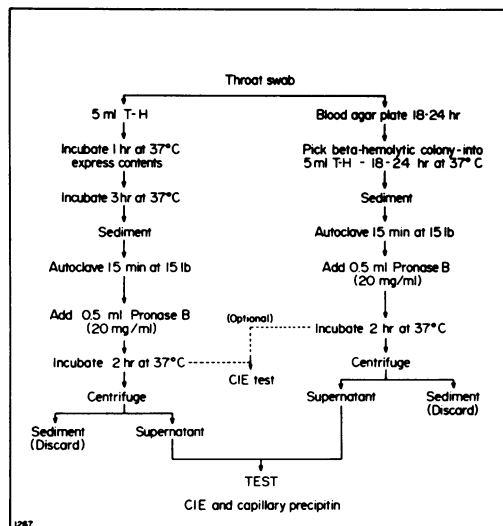 Throat swab
5 ml T-H
Incubate 1 hr at 37°C
express contents
Incubate 3 hr at 37°C
Sediment
Autoclave 15 min at 15 lb
Add 0.5 ml Pronase B
(20 mg/ml)
Incubate 2 hr at 37°C
Centrifuge
Sediment
(Discard)
Supernatant
Blood agar plate 18-24 hr
Pick beta-hemolytic colony-into
5 ml T-H - 18-24 hr at 37°C
Sediment
Autoclave 15 min at 15 lb
Add 0.5 ml Pronase B
(20 mg/ml)
Incubate 2 hr at 37°C
(Optional)
CIE test
Centrifuge
Supernatant
Sediment
(Discard)
TEST
CIE and capillary precipitin
1267